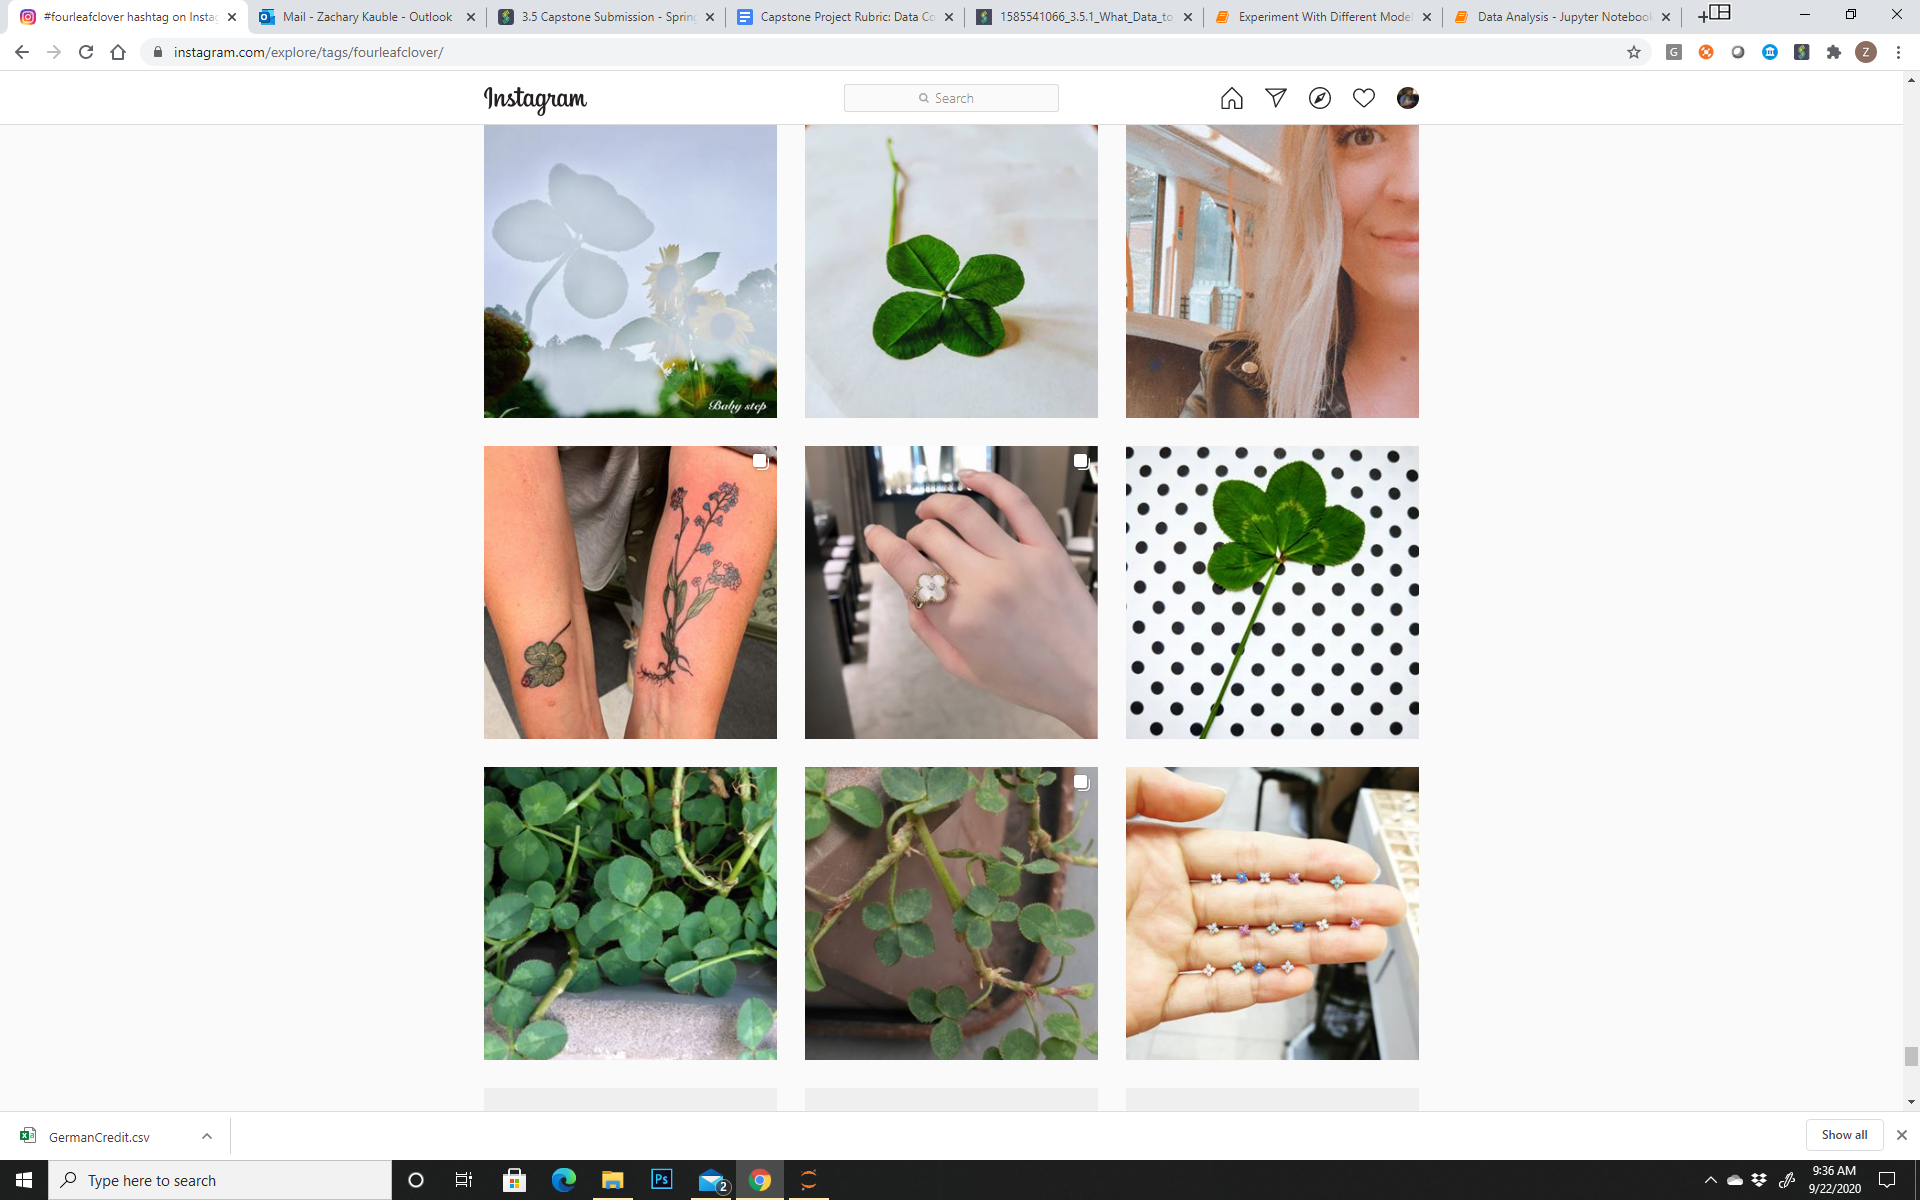 #fourleafclover hashtag on Insta
Mail - Zachary Kauble - Outlook
3.5 Capstone Submission - Spring
Capstone Project Rubric: Data Co
1585541066_3.5.1_What_Data_to
Experiment With Different Model
Data Analysis - Jupyter Notebook
instagram.com/explore/tags/fourleafclover/
Z
Instagram
Search
Baby step
GermanCredit.csv
Show all
Type here to search
Ps
2
9:36 AM
9/22/2020